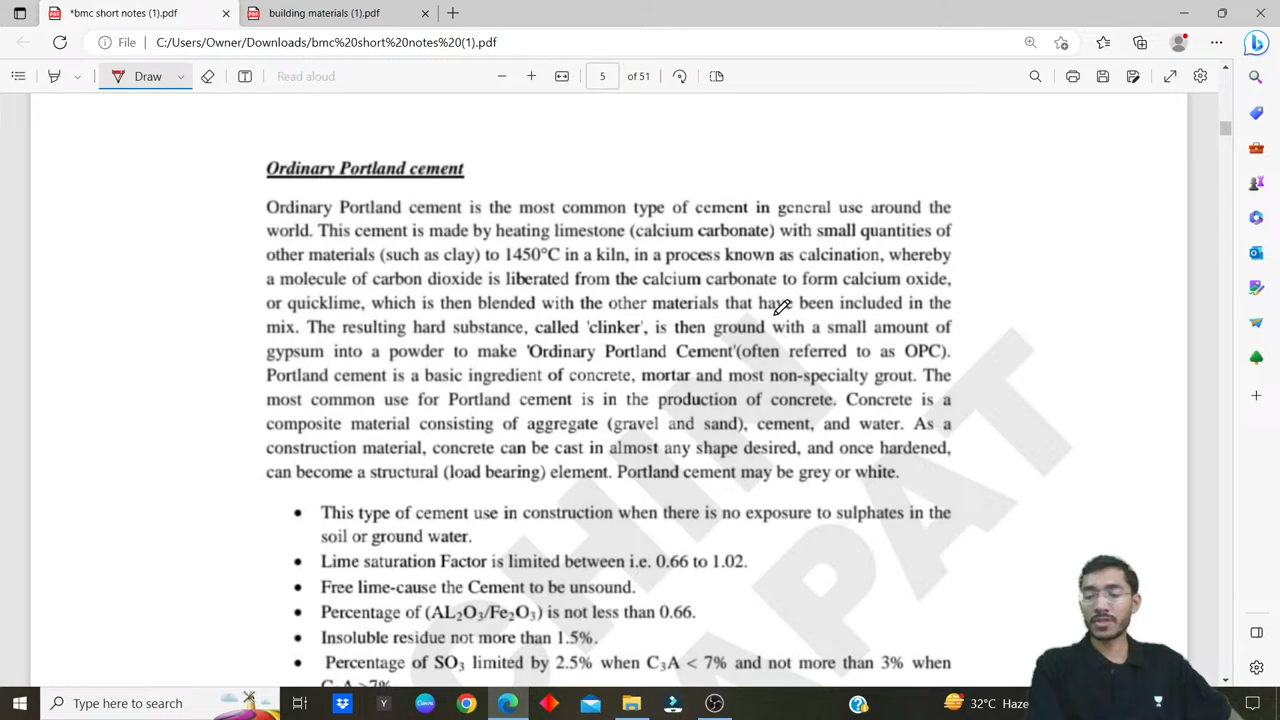 *bmc short notes (1).pdf
building materials (1).pdf
File C:/Users/Owner/Downloads/bmc%20short%20notes%20(1).pdf
Draw
Read aloud
5 of 51
Ordinary Portland cement
Ordinary Portland cement is the most common type of cement in general use around the
world. This cement is made by heating limestone (calcium carbonate) with small quantities of
other materials (such as clay) to 1450°C in a kiln, in a process known as calcination, whereby
a molecule of carbon dioxide is liberated from the calcium carbonate to form calcium oxide,
or quicklime, which is then blended with the other materials that have been included in the
mix. The resulting hard substance, called 'clinker', is then ground with a small amount of
gypsum into a powder to make 'Ordinary Portland Cement'(often referred to as OPC).
Portland cement is a basic ingredient of concrete, mortar and most non-specialty grout. The
most common use for Portland cement is in the production of concrete. Concrete is a
composite material consisting of aggregate (gravel and sand), cement, and water. As a
construction material, concrete can be cast in almost any shape desired, and once hardened,
can become a structural (load bearing) element. Portland cement may be grey or white.
• This type of cement use in construction when there is no exposure to sulphates in the
soil or ground water.
• Lime saturation Factor is limited between i.e. 0.66 to 1.02.
• Free lime-cause the Cement to be unsound.
• Percentage of (AL₂O₃/Fe₂O₃) is not less than 0.66.
• Insoluble residue not more than 1.5%.
• Percentage of SO₃ limited by 2.5% when C₃A < 7% and not more than 3% when
C₃A >7%
Type here to search
32°C Haze